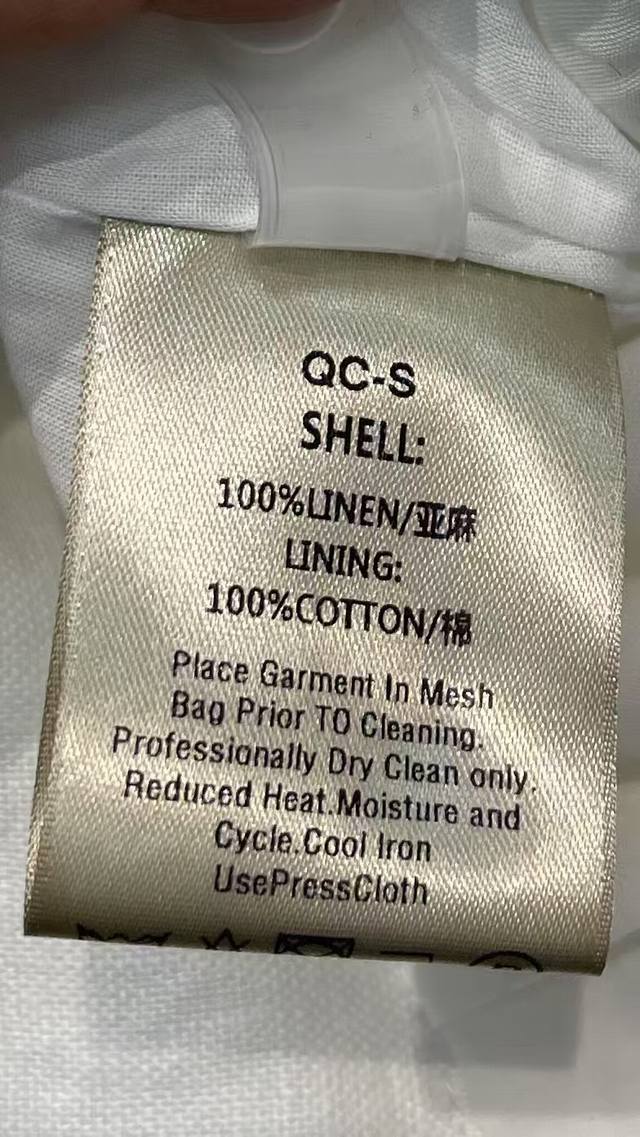 QC-S
SHELL:
100%LINEN/亚麻
LINING:
100%COTTON/棉
Place Garment In Mesh
Bag Prior TO Cleaning.
Professionally Dry Clean only.
Reduced Heat.Moisture and
Cycle.Cool Iron
UsePressCloth